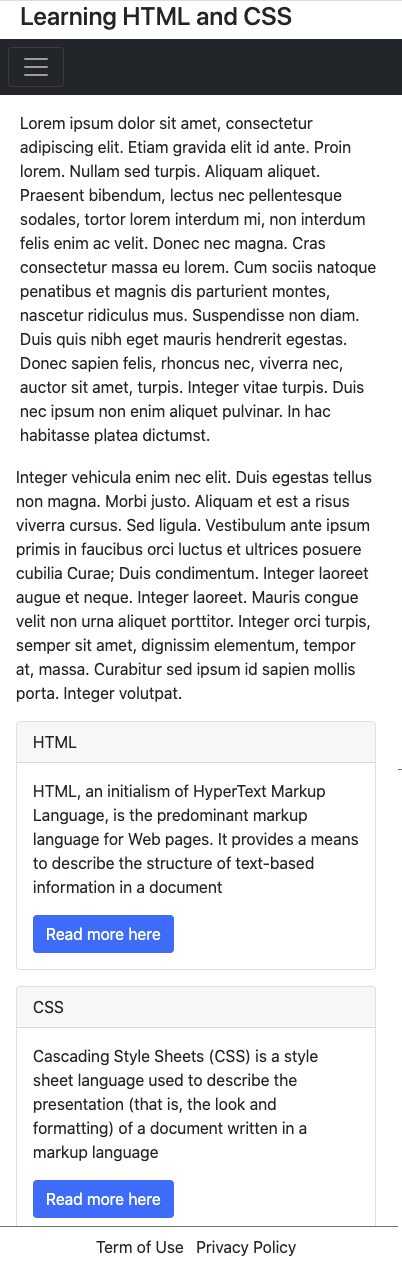 Learning HTML and CSS
Lorem ipsum dolor sit amet, consectetur
adipiscing elit. Etiam gravida elit id ante. Proin
lorem. Nullam sed turpis. Aliquam aliquet.
Praesent bibendum, lectus nec pellentesque
sodales, tortor lorem interdum mi, non interdum
felis enim ac velit. Donec nec magna. Cras
consectetur massa eu lorem. Cum sociis natoque
penatibus et magnis dis parturient montes,
nascetur ridiculus mus. Suspendisse non diam.
Duis quis nibh eget mauris hendrerit egestas.
Donec sapien felis, rhoncus nec, viverra nec,
auctor sit amet, turpis. Integer vitae turpis. Duis
nec ipsum non enim aliquet pulvinar. In hac
habitasse platea dictumst.
Integer vehicula enim nec elit. Duis egestas tellus
non magna. Morbi justo. Aliquam et est a risus
viverra cursus. Sed ligula. Vestibulum ante ipsum
primis in faucibus orci luctus et ultrices posuere
cubilia Curae; Duis condimentum. Integer laoreet
augue et neque. Integer laoreet. Mauris congue
velit non urna aliquet porttitor. Integer orci turpis,
semper sit amet, dignissim elementum, tempor
at, massa. Curabitur sed ipsum id sapien mollis
porta. Integer volutpat.
HTML
HTML, an initialism of HyperText Markup
Language, is the predominant markup
language for Web pages. It provides a means
to describe the structure of text-based
information in a document
Read more here
CSS
Cascading Style Sheets (CSS) is a style
sheet language used to describe the
presentation (that is, the look and
formatting) of a document written in a
markup language
Read more here
Term of Use Privacy Policy